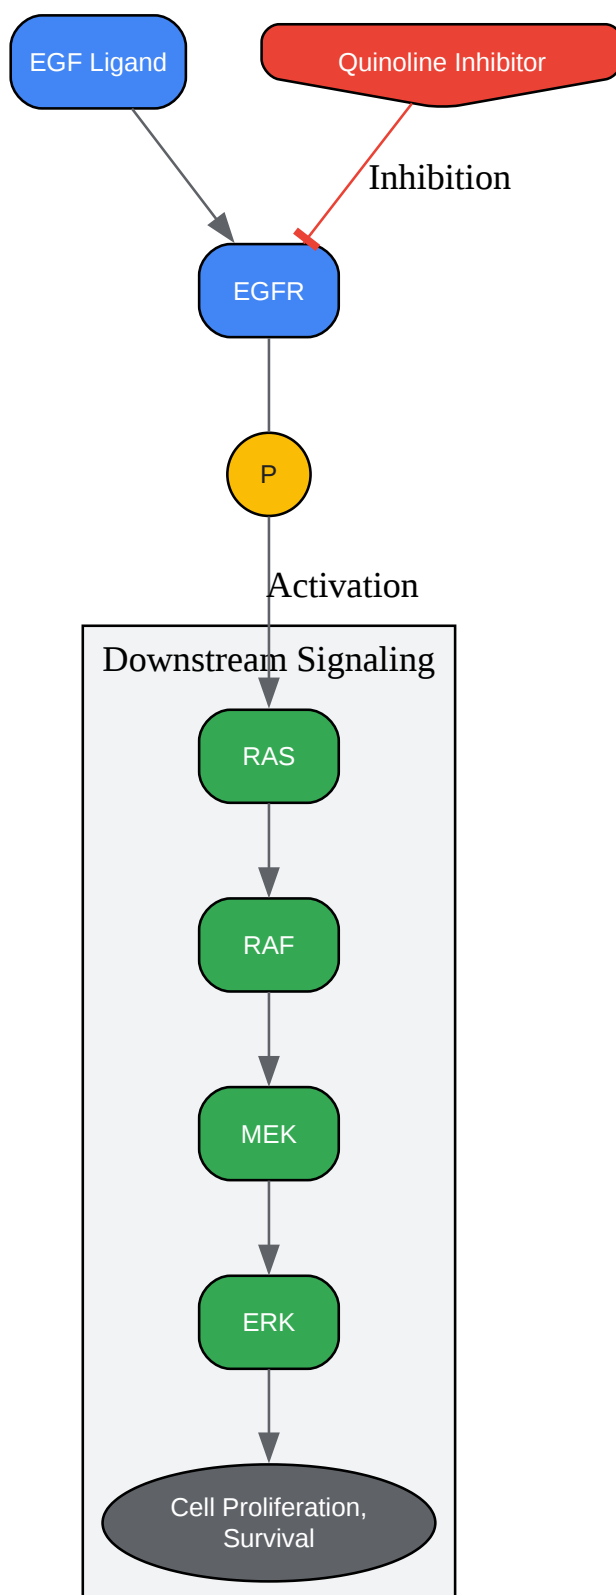 EGF Ligand
Quinoline Inhibitor
Inhibition
EGFR
P
Activation
Downstream Signaling
RAS
RAF
MEK
ERK
Cell Proliferation,
Survival